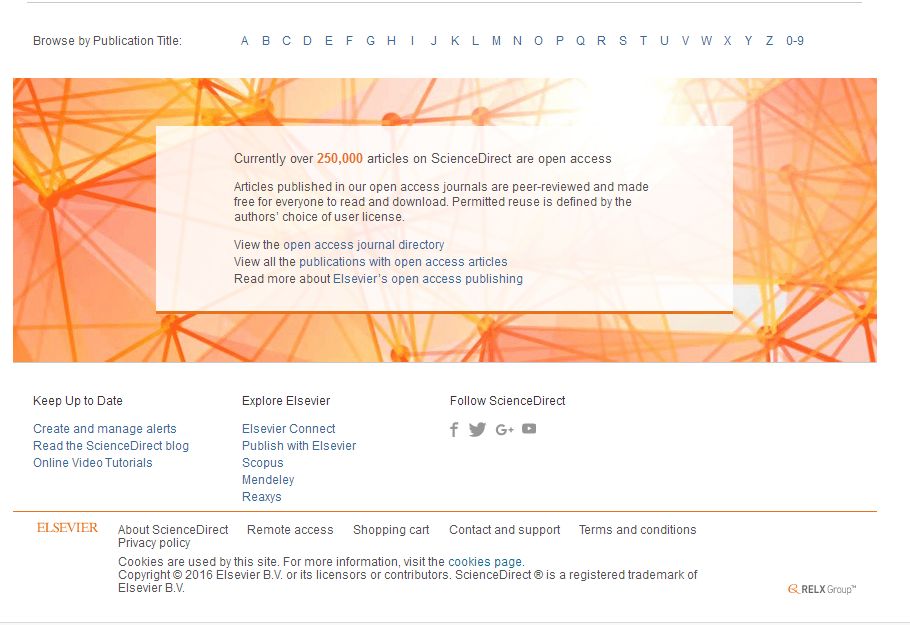 Browse by Publication Title: A B C D E F G H I J K L M N O P Q R S T U V W X Y Z 0-9
Currently over 250,000 articles on ScienceDirect are open access
Articles published in our open access journals are peer-reviewed and made
free for everyone to read and download. Permitted reuse is defined by the
authors' choice of user license.
View the open access journal directory
View all the publications with open access articles
Read more about Elsevier's open access publishing
Keep Up to Date
Create and manage alerts
Read the ScienceDirect blog
Online Video Tutorials
Explore Elsevier
Elsevier Connect
Publish with Elsevier
Scopus
Mendeley
Reaxys
Follow ScienceDirect
ELSEVIER
About ScienceDirect Remote access Shopping cart Contact and support Terms and conditions
Privacy policy
Cookies are used by this site. For more information, visit the cookies page.
Copyright © 2016 Elsevier B.V. or its licensors or contributors. ScienceDirect ® is a registered trademark of
Elsevier B.V.
RELX Group™